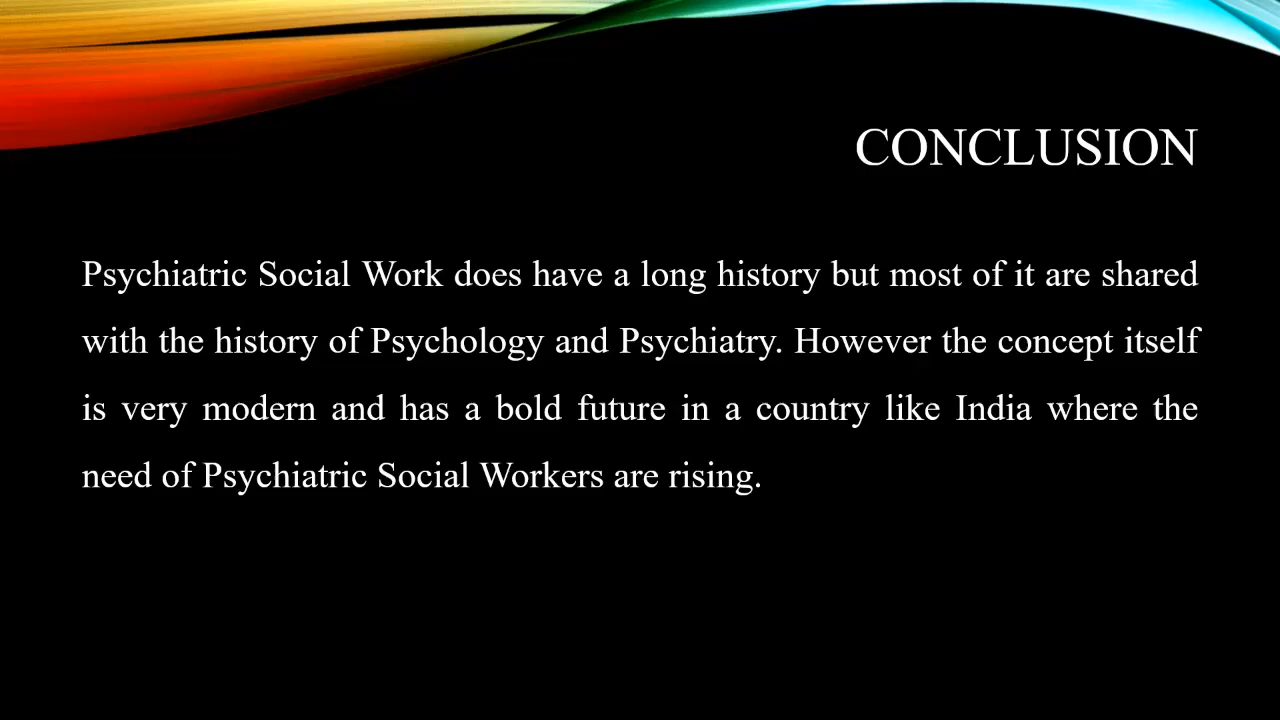 CONCLUSION
Psychiatric Social Work does have a long history but most of it are shared
with the history of Psychology and Psychiatry. However the concept itself
is very modern and has a bold future in a country like India where the
need of Psychiatric Social Workers are rising.